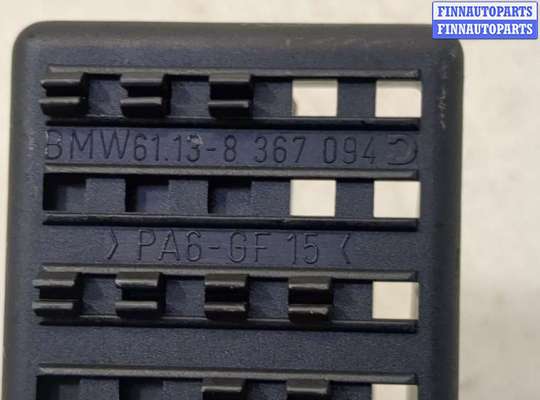 FINNAUTOPARTS
FINNAUTOPARTS
BMW61.13-8 367 094
>PA6-GF 15<